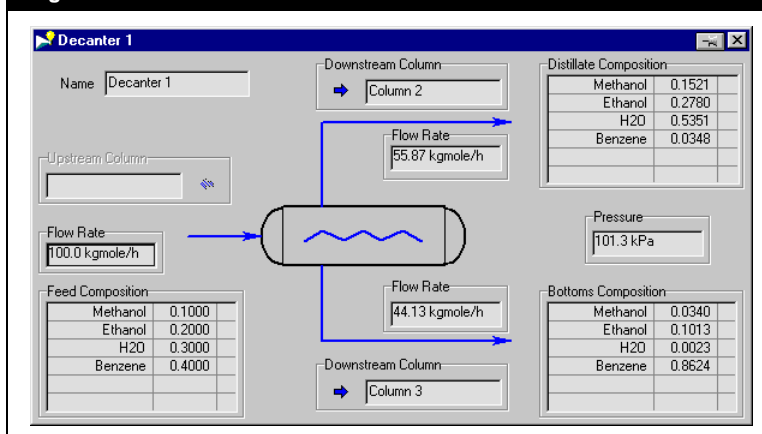 Decanter 1
Name Decanter 1
Downstream Column
Column 2
Distillate Composition
Methanol 0.1521
Ethanol 0.2780
H2O 0.5351
Benzene 0.0348
Flow Rate
55.87 kgmole/h
Upstream Column
Flow Rate
100.0 kgmole/h
Pressure
101.3 kPa
Feed Composition
Methanol 0.1000
Ethanol 0.2000
H2O 0.3000
Benzene 0.4000
Flow Rate
44.13 kgmole/h
Downstream Column
Column 3
Bottoms Composition
Methanol 0.0340
Ethanol 0.1013
H2O 0.0023
Benzene 0.8624